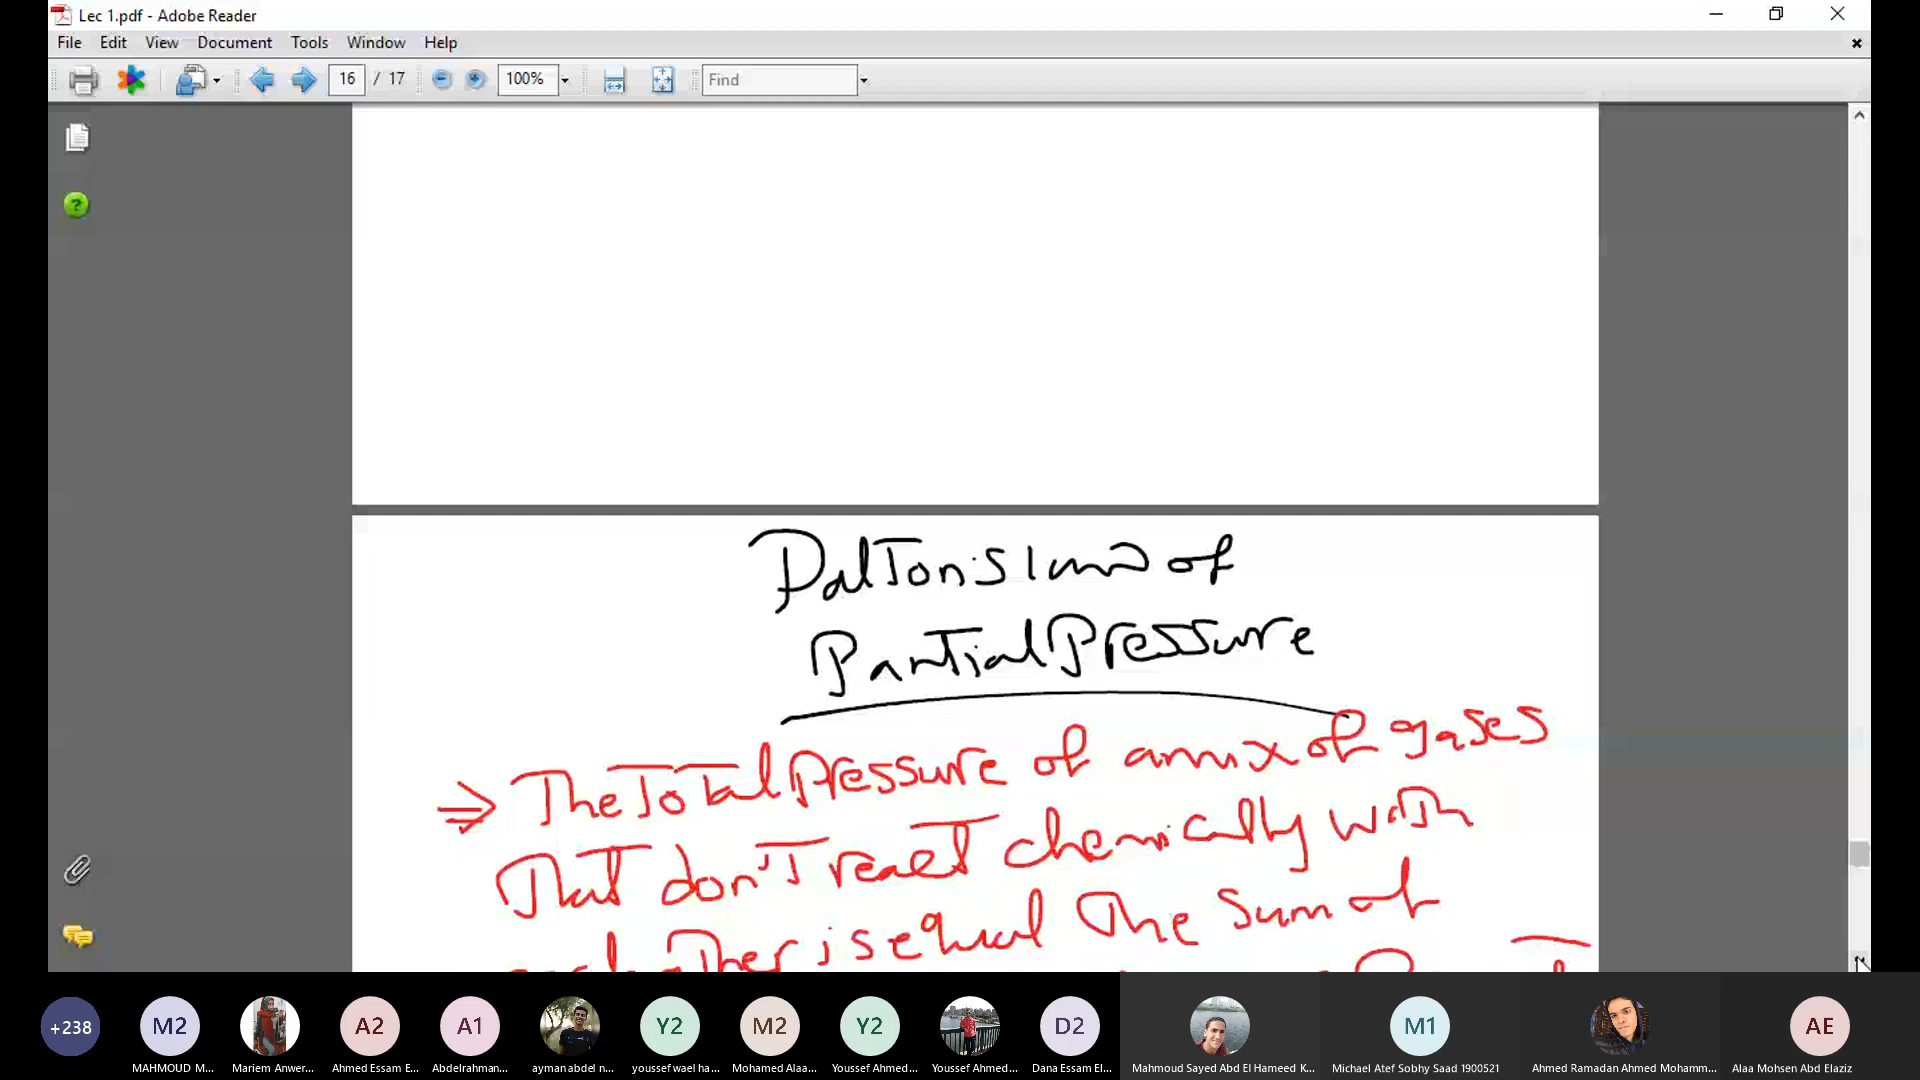 Lec 1.pdf - Adobe Reader
File Edit View Document Tools Window Help
16 / 17 100% Find
Dalton's law of
Partial Pressure
⇒ The Total Pressure of a mix of gases
That don't react chemically with
each other is equal The sum of
+238 M2 A2 A1 Y2 M2 Y2 D2 M1 AE
MAHMOUD M... Mariem Anwer... Ahmed Essam E... Abdelrahman... ayman abdel n... youssef wael ha... Mohamed Alaa... Youssef Ahmed... Youssef Ahmed... Dana Essam El... Mahmoud Sayed Abd El Hameed K... Michael Atef Sobhy Saad 1900521 Ahmed Ramadan Ahmed Mohamm... Alaa Mohsen Abd Elaziz